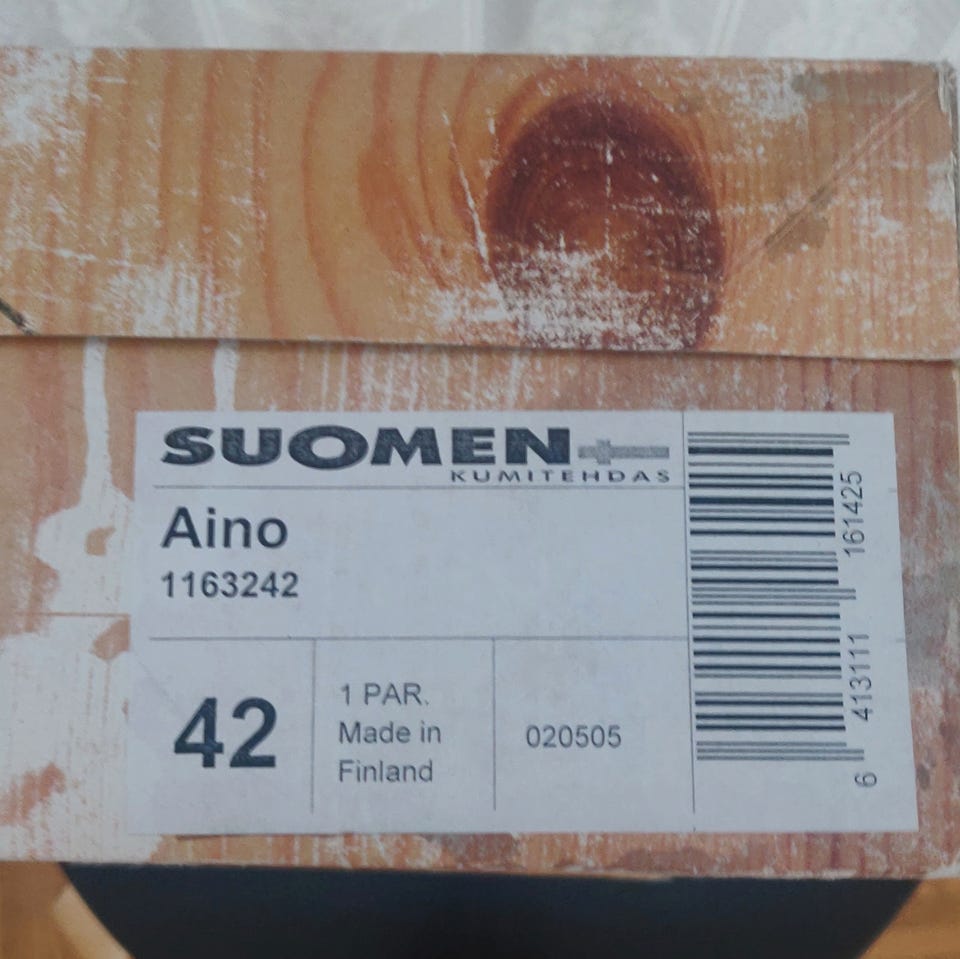 SUOMEN
KUMITEHDAS
Aino
1163242
42
1 PAR.
Made in
Finland
020505
6 413111 161425